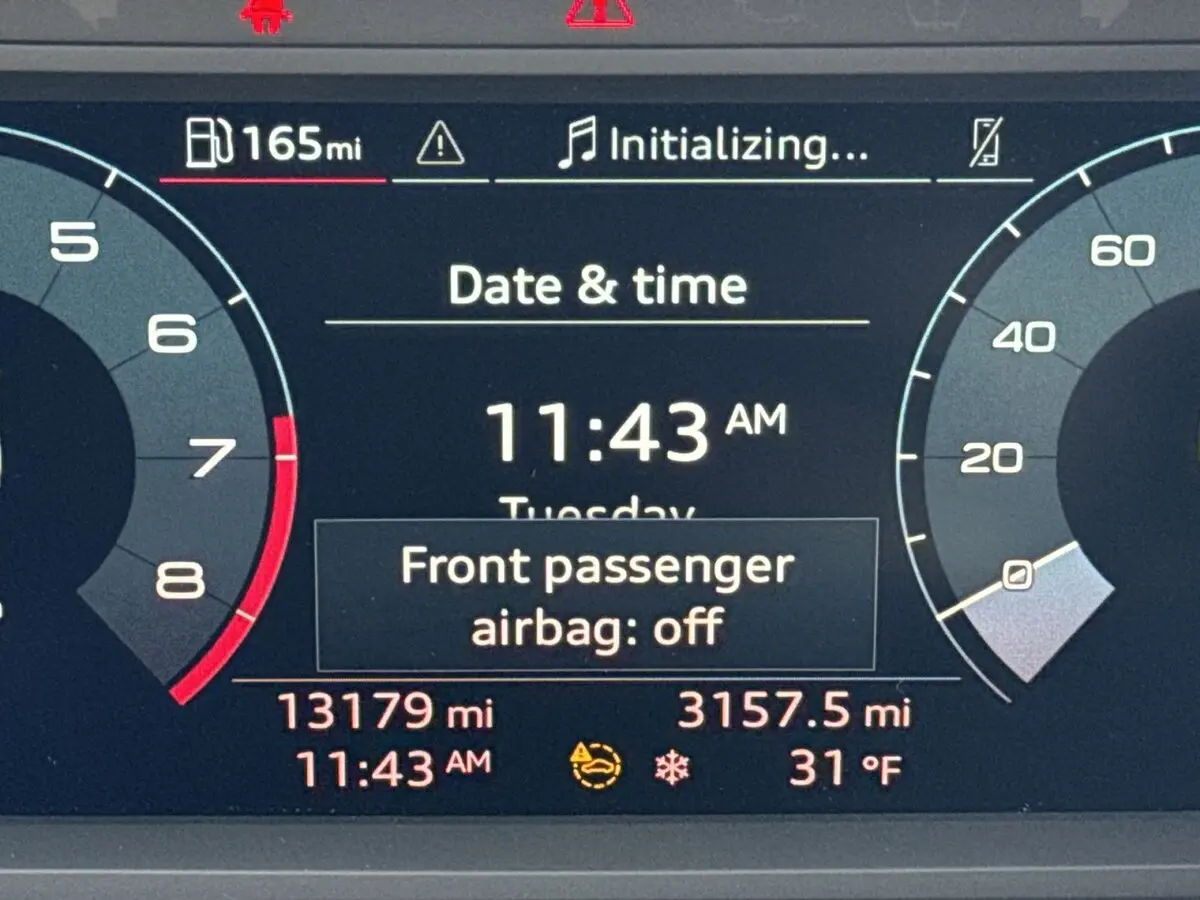 165mi
Initializing...
5
60
Date & time
6
40
11:43 AM
7
20
Tuesday
Front passenger
airbag: off
8
0
13179 mi
3157.5 mi
11:43 AM
31 °F